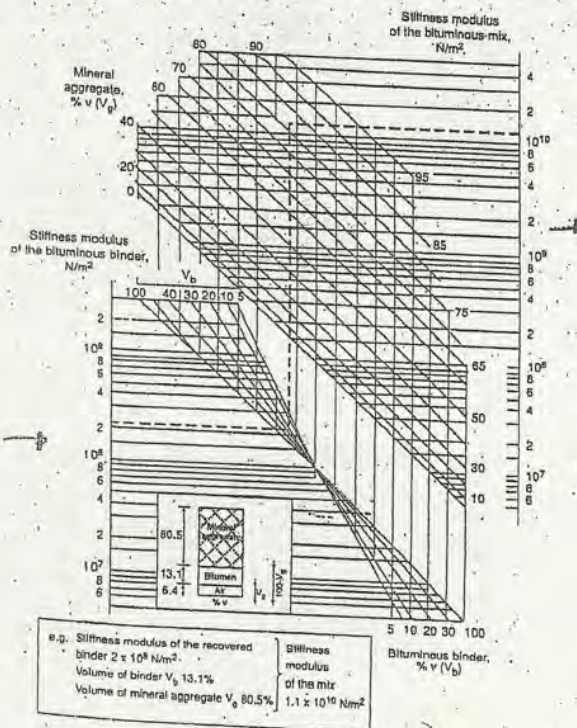 Stiffness modulus
of the bituminous mix,
N/m²
Mineral
aggregate,
% v (Vg)
80
90
70
60
40
20
0
4
2
10¹⁰
8
6
4
2
10⁹
8
6
4
2
10⁸
8
6
4
2
10⁷
8
6
95
85
75
65
50
30
10
Stiffness modulus
of the bituminous binder,
N/m²
Vb
100 40 30 20 10 5
2
10⁹
8
6
4
2
10⁸
8
6
4
2
10⁷
8
6
4
80.5
13.1
6.4
Mineral
aggregate
Bitumen
Air
% v
100-Vg
5 10 20 30 100
Bituminous binder,
% v (Vb)
e.g. Stiffness modulus of the recovered
binder 2 x 10⁸ N/m².
Volume of binder Vb 13.1%
Volume of mineral aggregate Vg 80.5%
Stiffness
modulus
of the mix
1.1 x 10¹⁰ N/m²